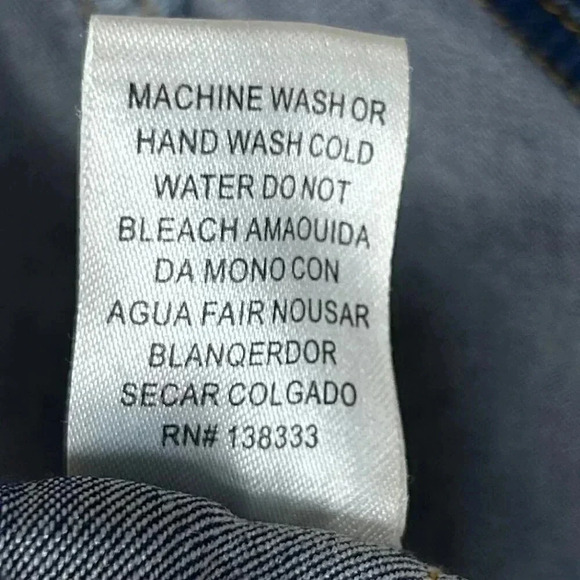 MACHINE WASH OR
HAND WASH COLD
WATER DO NOT
BLEACH AMAOUIDA
DA MONO CON
AGUA FAIR NOUSAR
BLANQERDOR
SECAR COLGADO
RN# 138333